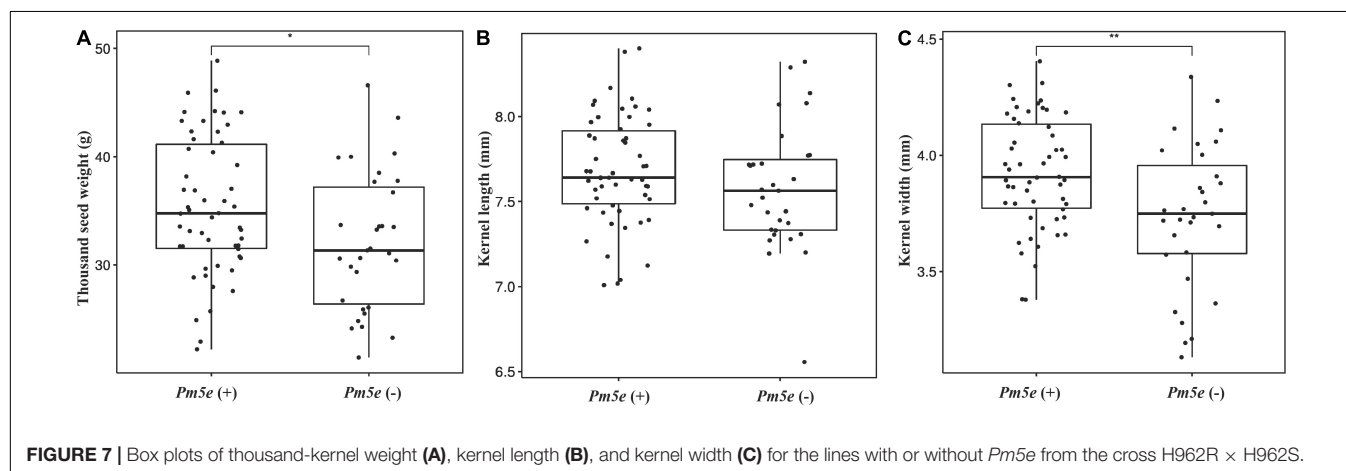 A
*
Thousand seed weight (g)
50
40
30
Pm5e (+)
Pm5e (-)
B
Kernel length (mm)
8.0
7.5
7.0
6.5
Pm5e (+)
Pm5e (-)
C
**
Kernel width (mm)
4.5
4.0
3.5
Pm5e (+)
Pm5e (-)
FIGURE 7 | Box plots of thousand-kernel weight (A), kernel length (B), and kernel width (C) for the lines with or without Pm5e from the cross H962R × H962S.